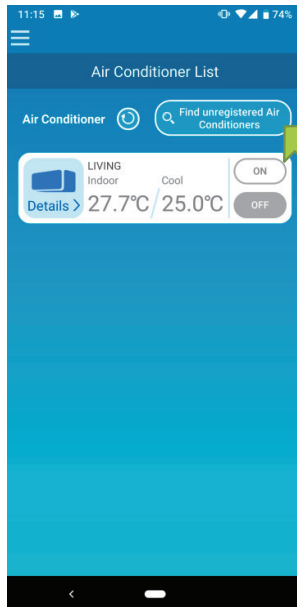 11:15 74%
Air Conditioner List
Air Conditioner
Find unregistered Air
Conditioners
LIVING
Indoor Cool
Details > 27.7℃ 25.0℃
ON
OFF